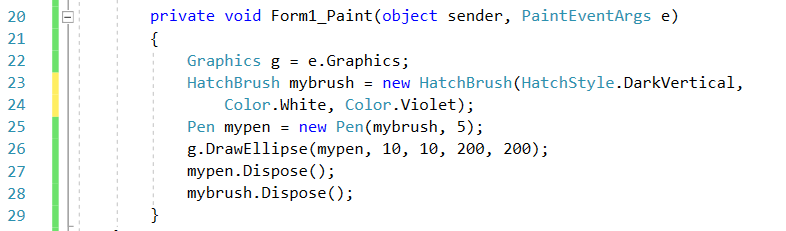 20 private void Form1_Paint(object sender, PaintEventArgs e)
21 {
22 Graphics g = e.Graphics;
23 HatchBrush mybrush = new HatchBrush(HatchStyle.DarkVertical,
24 Color.White, Color.Violet);
25 Pen mypen = new Pen(mybrush, 5);
26 g.DrawEllipse(mypen, 10, 10, 200, 200);
27 mypen.Dispose();
28 mybrush.Dispose();
29 }